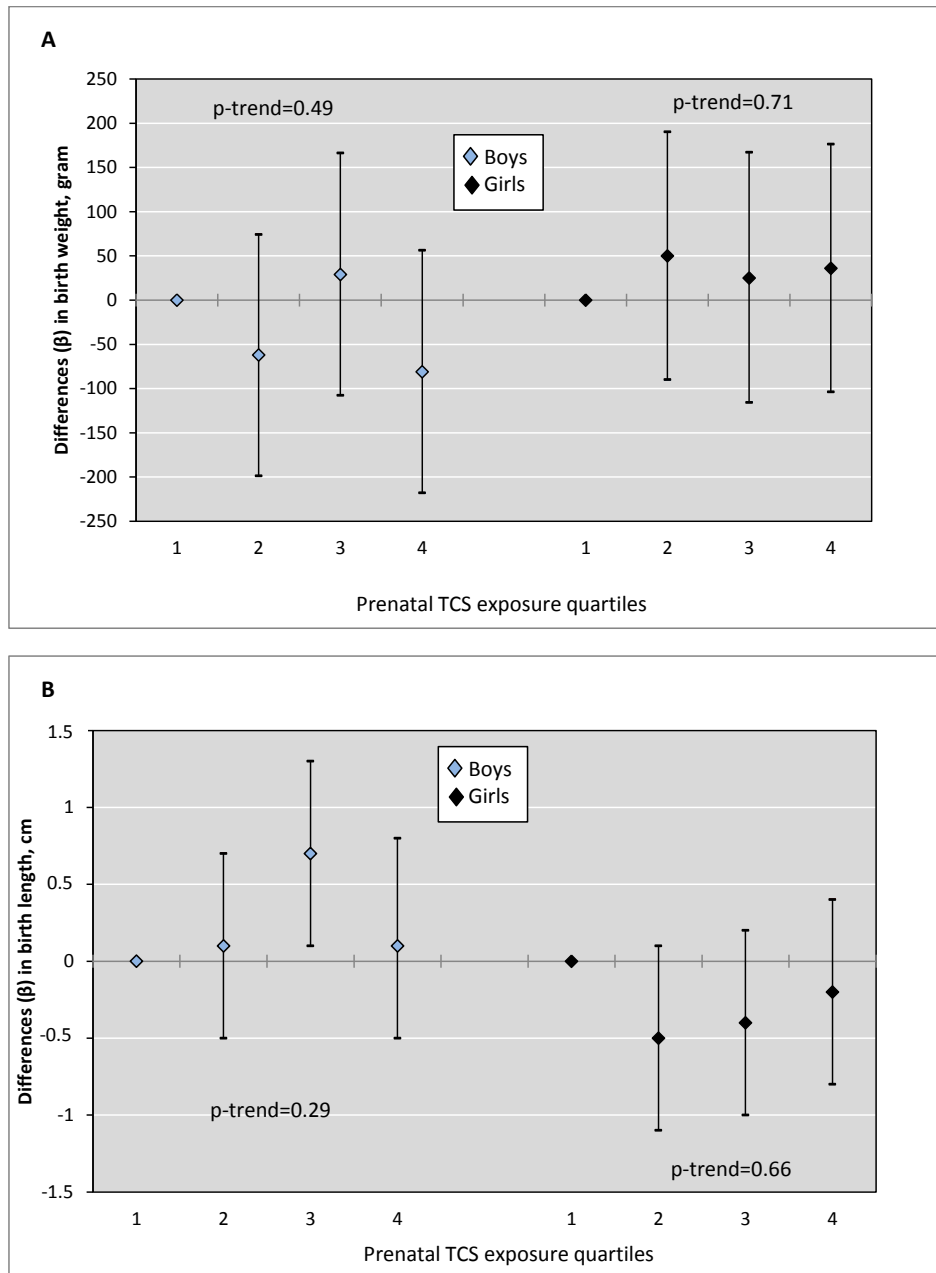 A
250
200
150
100
50
0
-50
-100
-150
-200
-250
Differences (β) in birth weight, gram
p-trend=0.49
p-trend=0.71
Boys
Girls
1 2 3 4 1 2 3 4
Prenatal TCS exposure quartiles
B
1.5
1
0.5
0
-0.5
-1
-1.5
Differences (β) in birth length, cm
Boys
Girls
p-trend=0.29
p-trend=0.66
1 2 3 4 1 2 3 4
Prenatal TCS exposure quartiles